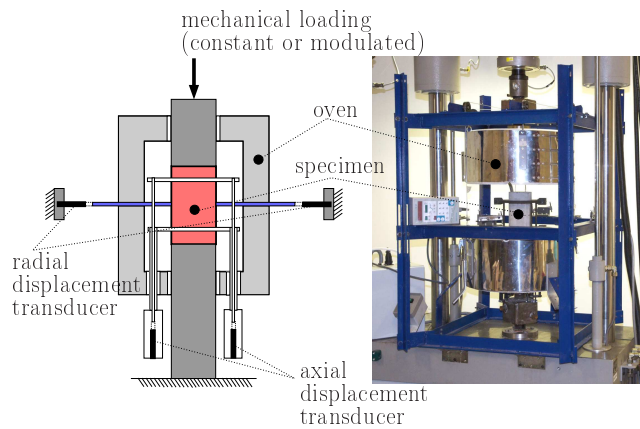 mechanical loading
(constant or modulated)
oven
specimen
radial
displacement
transducer
axial
displacement
transducer